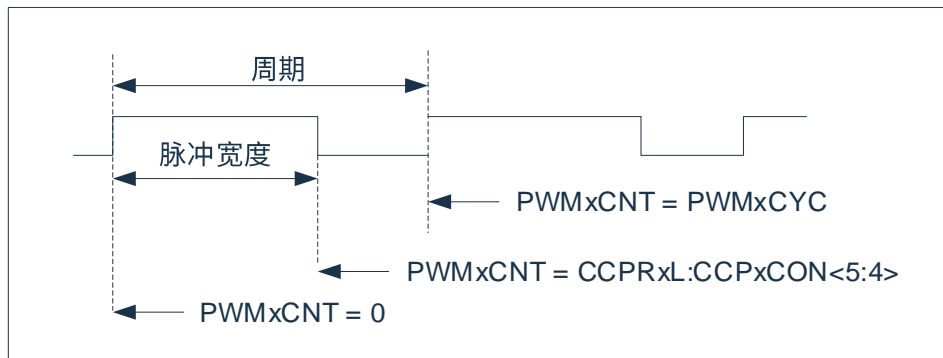 周期
脉冲宽度
PWMxCNT = PWMxCYC
PWMxCNT = CCPRxL:CCPxCON<5:4>
PWMxCNT = 0